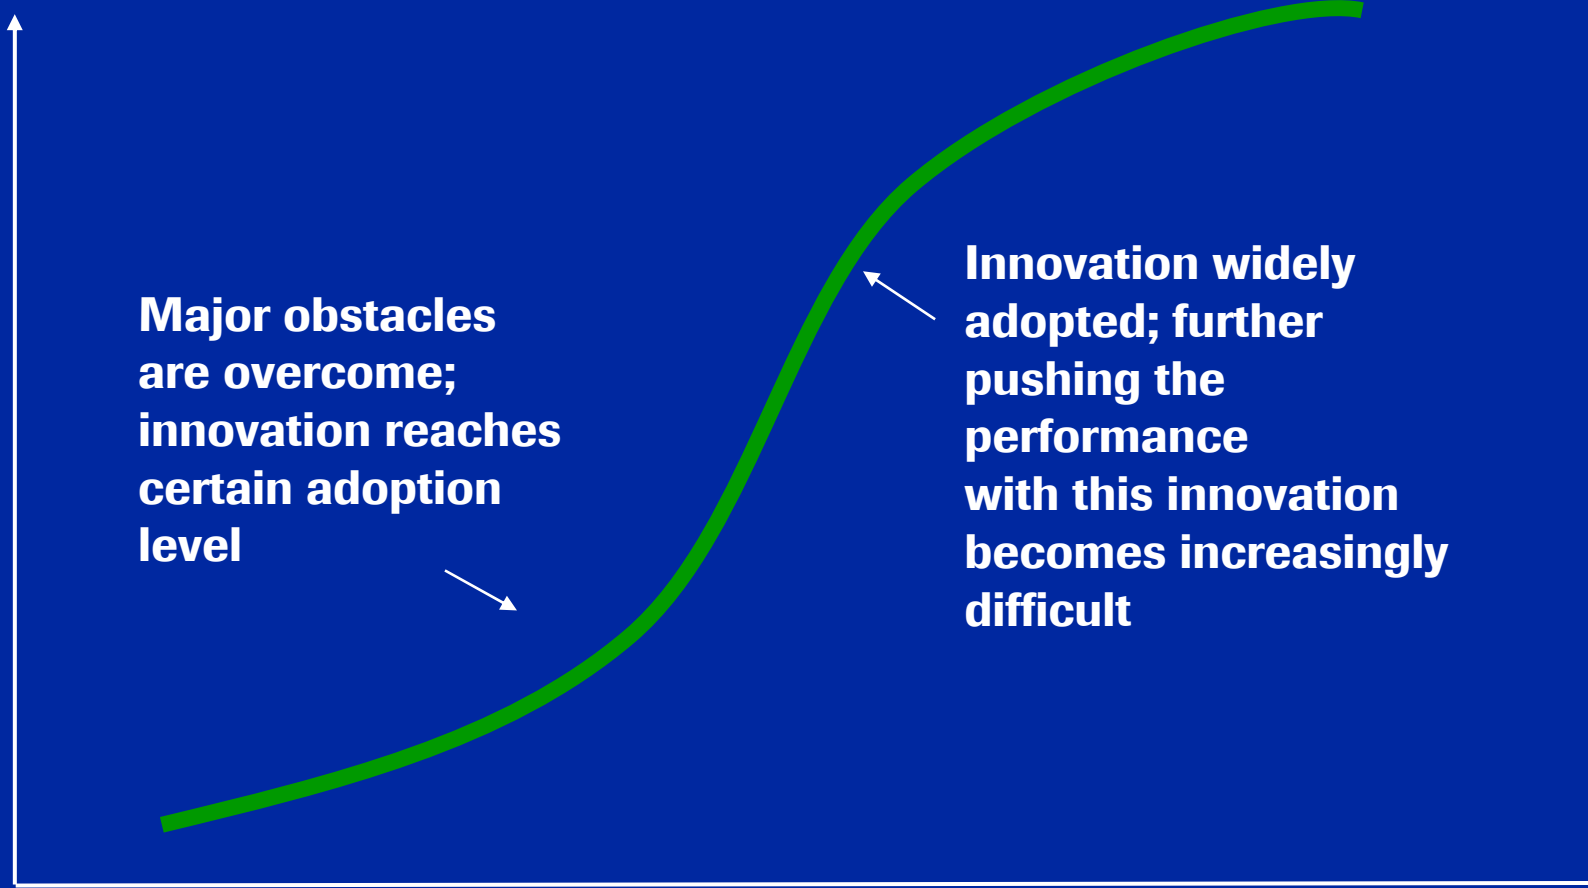 Major obstacles
are overcome;
innovation reaches
certain adoption
level
Innovation widely
adopted; further
pushing the
performance
with this innovation
becomes increasingly
difficult